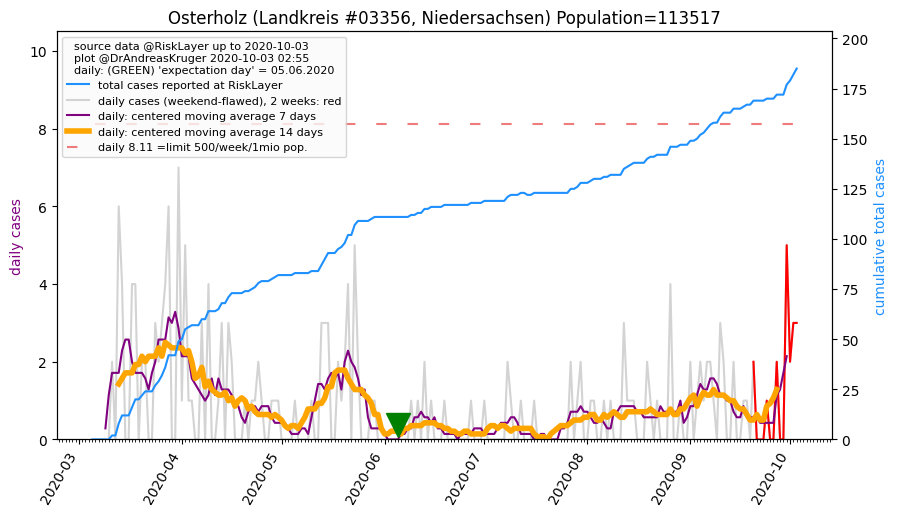 Osterholz (Landkreis #03356, Niedersachsen) Population=113517
source data @RiskLayer up to 2020-10-03
plot @DrAndreasKruger 2020-10-03 02:55
daily: (GREEN) 'expectation day' = 05.06.2020
total cases reported at RiskLayer
daily cases (weekend-flawed), 2 weeks: red
daily: centered moving average 7 days
daily: centered moving average 14 days
daily 8.11 =limit 500/week/1mio pop.
daily cases
10
8
6
4
2
0
cumulative total cases
200
175
150
125
100
75
50
25
0
2020-03
2020-04
2020-05
2020-06
2020-07
2020-08
2020-09
2020-10